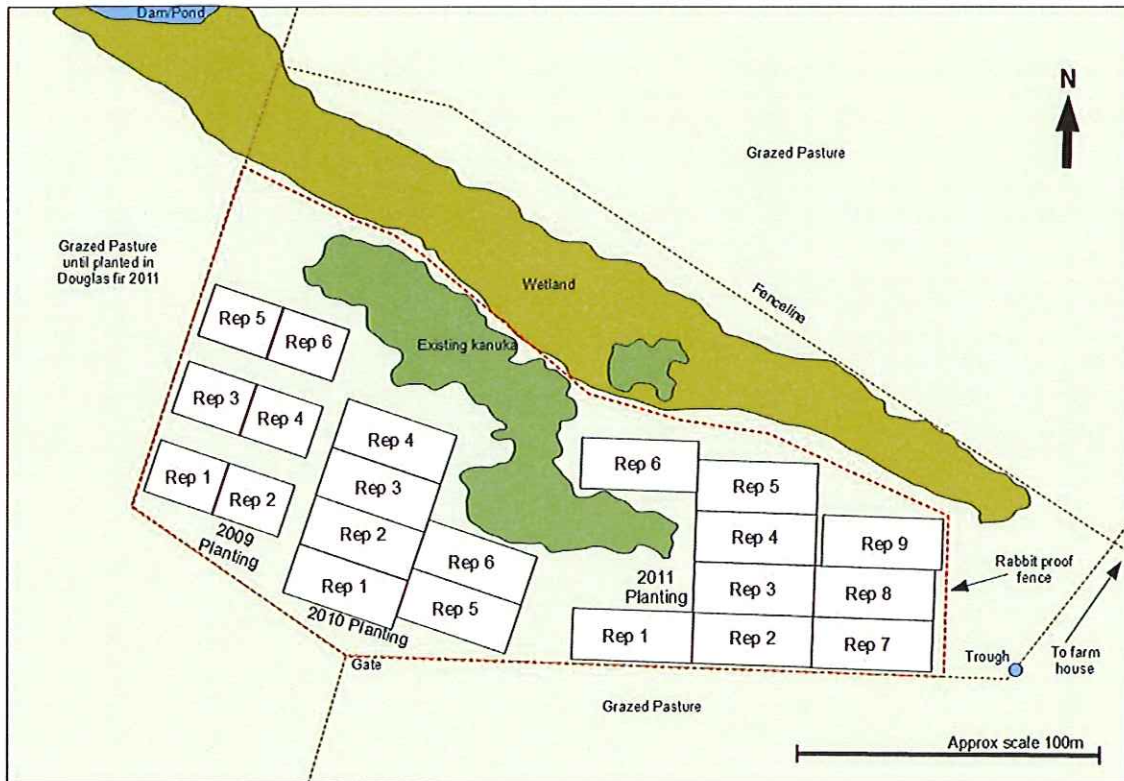 Dam/Pond
N
Grazed Pasture
Grazed Pasture
until planted in
Douglas fir 2011
Wetland
Fenceline
Existing kanuka
Rep 5
Rep 6
Rep 3
Rep 4
Rep 1
Rep 2
2009
Planting
Rep 4
Rep 3
Rep 2
Rep 1
Rep 6
Rep 5
2010 Planting
Rep 6
Rep 5
Rep 4
Rep 9
2011
Planting
Rep 3
Rep 8
Rep 1
Rep 2
Rep 7
Rabbit proof
fence
Trough
To farm
house
Gate
Grazed Pasture
Approx scale 100m